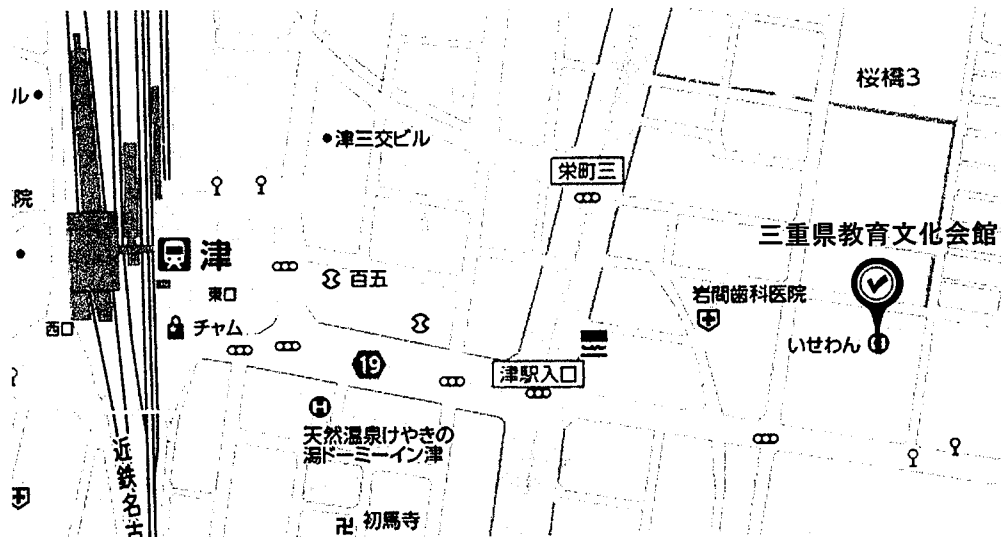 桜橋3
ル
津三交ビル
栄町三
院
三重県教育文化会館
津
百五
東口
岩間歯科医院
西口
チャム
いせわん
19
津駅入口
H
天然温泉けやきの
湯ドーミーイン津
近鉄名古
初馬寺